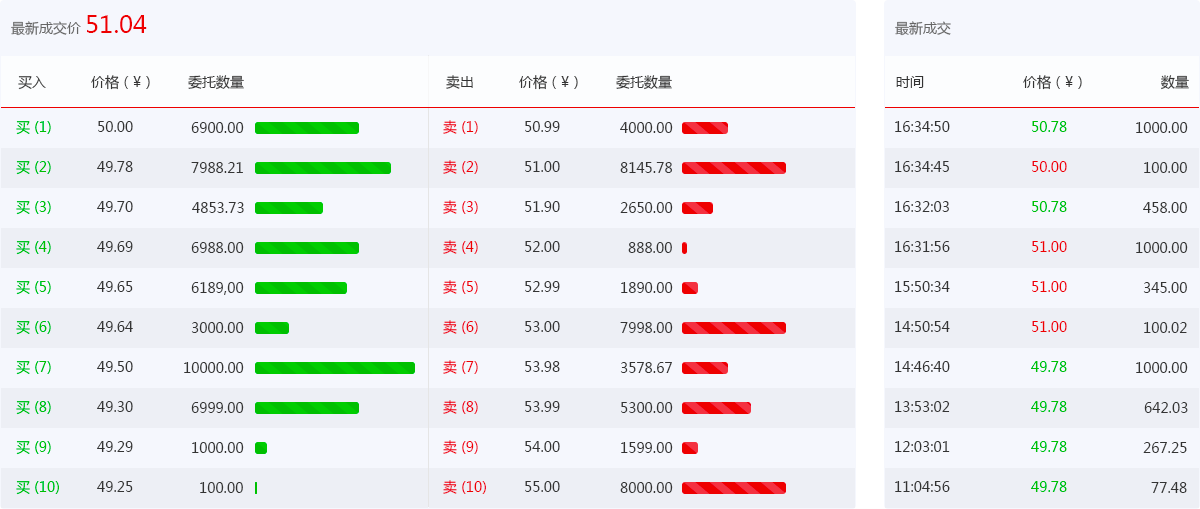 最新成交价 51.04
买入 价格 ( ¥ ) 委托数量 卖出 价格 ( ¥ ) 委托数量
买 (1) 50.00 6900.00 卖 (1) 50.99 4000.00
买 (2) 49.78 7988.21 卖 (2) 51.00 8145.78
买 (3) 49.70 4853.73 卖 (3) 51.90 2650.00
买 (4) 49.69 6988.00 卖 (4) 52.00 888.00
买 (5) 49.65 6189,00 卖 (5) 52.99 1890.00
买 (6) 49.64 3000.00 卖 (6) 53.00 7998.00
买 (7) 49.50 10000.00 卖 (7) 53.98 3578.67
买 (8) 49.30 6999.00 卖 (8) 53.99 5300.00
买 (9) 49.29 1000.00 卖 (9) 54.00 1599.00
买 (10) 49.25 100.00 卖 (10) 55.00 8000.00
最新成交
时间 价格 ( ¥ ) 数量
16:34:50 50.78 1000.00
16:34:45 50.00 100.00
16:32:03 50.78 458.00
16:31:56 51.00 1000.00
15:50:34 51.00 345.00
14:50:54 51.00 100.02
14:46:40 49.78 1000.00
13:53:02 49.78 642.03
12:03:01 49.78 267.25
11:04:56 49.78 77.48